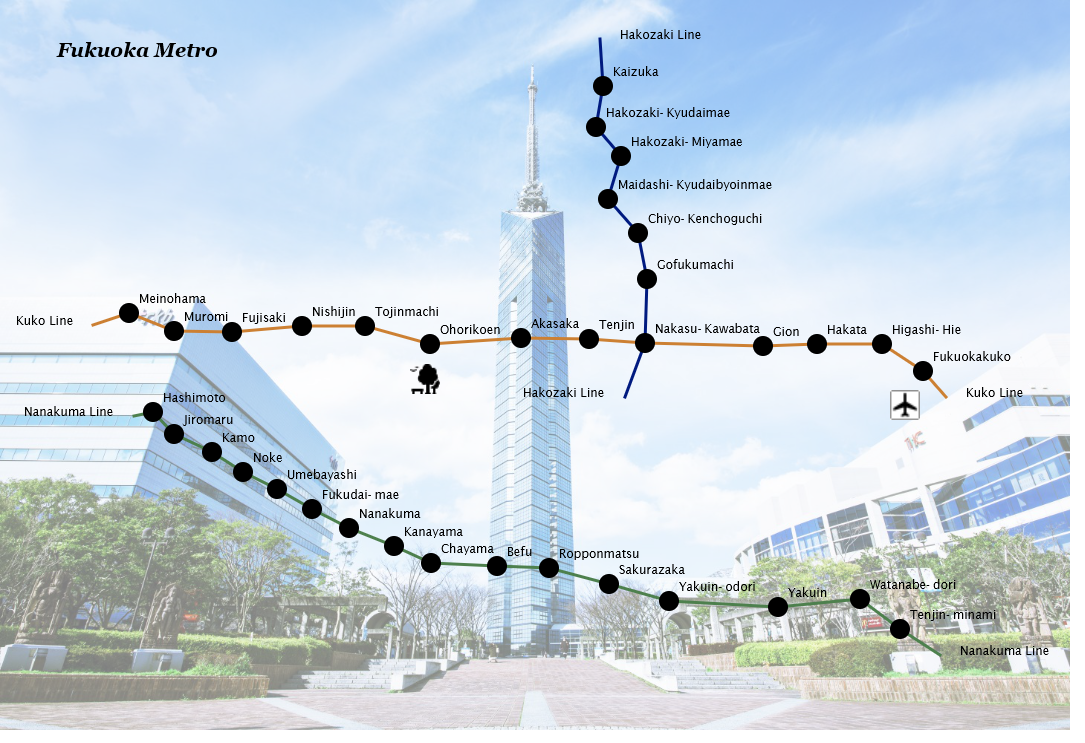 Fukuoka Metro
Hakozaki Line
Kaizuka
Hakozaki- Kyudaimae
Hakozaki- Miyamae
Maidashi- Kyudaibyoinmae
Chiyo- Kenchoguchi
Gofukumachi
Kuko Line
Meinohama
Muromi
Fujisaki
Nishijin
Tojinmachi
Ohorikoen
Akasaka
Tenjin
Nakasu- Kawabata
Gion
Hakata
Higashi- Hie
Fukuokakuko
Kuko Line
Hakozaki Line
Nanakuma Line
Hashimoto
Jiromaru
Kamo
Noke
Umebayashi
Fukudai- mae
Nanakuma
Kanayama
Chayama
Befu
Ropponmatsu
Sakurazaka
Yakuin- odori
Yakuin
Watanabe- dori
Tenjin- minami
Nanakuma Line